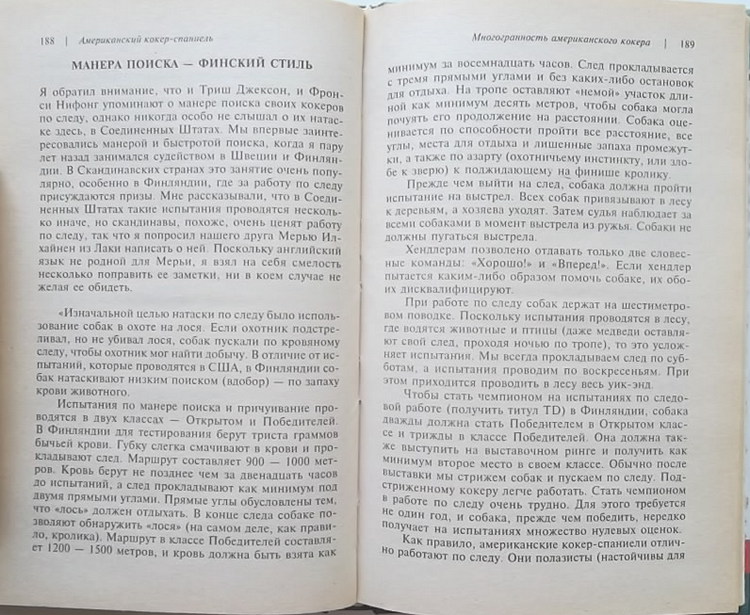 188 | Американский кокер-спаниель
МАНЕРА ПОИСКА — ФИНСКИЙ СТИЛЬ
Я обратил внимание, что и Триш Джексон, и Фрон-
си Нифонг упоминают о манере поиска своих кокеров
по следу, однако никогда особо не слышал о их натас-
ке здесь, в Соединенных Штатах. Мы впервые заинте-
ресовались манерой и быстротой поиска, когда я пару
лет назад занимался судейством в Швеции и Финлян-
дии. В Скандинавских странах это занятие очень попу-
лярно, особенно в Финляндии, где за работу по следу
присуждаются призы. Мне рассказывали, что в Соеди-
ненных Штатах такие испытания проводятся несколь-
ко иначе, но скандинавы, похоже, очень ценят работу
по следу, так что я попросил нашего друга Мерью Ил-
хайнен из Лаки написать о ней. Поскольку английский
язык не родной для Мерьи, я взял на себя смелость
несколько поправить ее заметки, ни в коем случае не
желая ее обидеть.
«Изначальной целью натаски по следу было исполь-
зование собак в охоте на лося. Если охотник подстре-
ливал, но не убивал лося, собак пускали по кровяному
следу, чтобы охотник мог найти добычу. В отличие от ис-
пытаний, которые проводятся в США, в Финляндии со-
бак натаскивают низким поиском (вдобор) — по запаху
крови животного.
Испытания по манере поиска и причуивание про-
водятся в двух классах — Открытом и Победителей.
В Финляндии для тестирования берут триста граммов
бычьей крови. Губку слегка смачивают в крови и про-
кладывают след. Маршрут составляет 900 — 1000 мет-
ров. Кровь берут не позднее чем за двенадцать часов
до испытаний, а след прокладывают как минимум под
двумя прямыми углами. Прямые углы обусловлены тем,
что «лось» должен отдыхать. В конце следа собаке по-
зволяют обнаружить «лося» (на самом деле, как прави-
ло, кролика). Маршрут в классе Победителей составля-
ет 1200 — 1500 метров, и кровь должна быть взята как
Многогранность американского кокера | 189
минимум за восемнадцать часов. След прокладывается
с тремя прямыми углами и без каких-либо остановок
для отдыха. На тропе оставляют «немой» участок дли-
ной как минимум десять метров, чтобы собака могла
почуять его продолжение на расстоянии. Собака оце-
нивается по способности пройти все расстояние, все
углы, места для отдыха и лишенные запаха промежут-
ки, а также по азарту (охотничьему инстинкту, или зло-
бе к зверю) к поджидающему на финише кролику.
Прежде чем выйти на след, собака должна пройти
испытание на выстрел. Всех собак привязывают в лесу
к деревьям, а хозяева уходят. Затем судья наблюдает за
всеми собаками в момент выстрела из ружья. Собаки не
должны пугаться выстрела.
Хендлерам позволено отдавать только две словес-
ные команды: «Хорошо!» и «Вперед!». Если хендлер
пытается каким-либо образом помочь собаке, их обо-
их дисквалифицируют.
При работе по следу собак держат на шестиметро-
вом поводке. Поскольку испытания проводятся в лесу,
где водятся животные и птицы (даже медведи оставля-
ют свой след, проходя ночью по тропе), то это услож-
няет испытания. Мы всегда прокладываем след по суб-
ботам, а испытания проводим по воскресеньям. При
этом приходится проводить в лесу весь уик-энд.
Чтобы стать чемпионом на испытаниях по следо-
вой работе (получить титул TD) в Финляндии, собака
дважды должна стать Победителем в Открытом клас-
се и трижды в классе Победителей. Она должна так-
же выступить на выставочном ринге и получить как
минимум второе место в своем классе. Обычно после
выставки мы стрижем собак и пускаем по следу. Под-
стриженному кокеру легче работать. Стать чемпионом
в работе по следу очень трудно. Для этого требуется
не один год, и собака, прежде чем победить, нередко
получает на испытаниях множество нулевых оценок.
Как правило, американские кокер-спаниели отлич-
но работают по следу. Они полазисты (настойчивы для